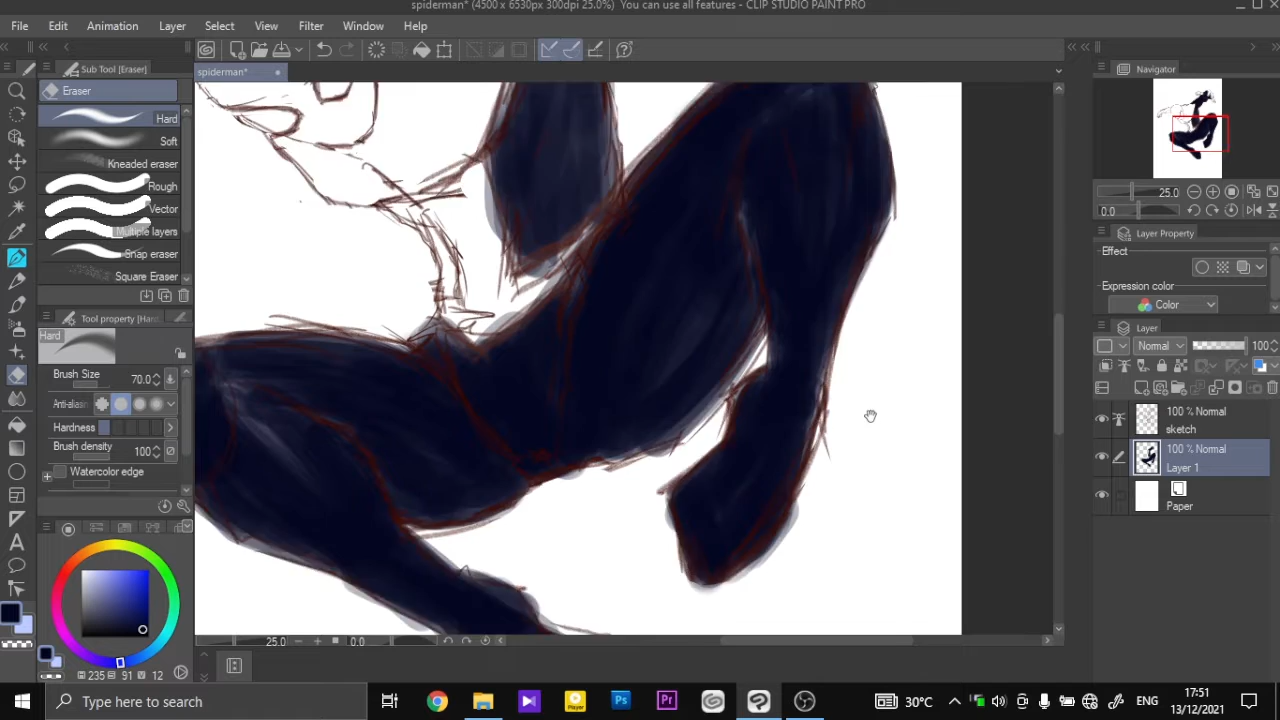 spiderman* (4500 x 6530px 300dpi 25.0%) You can use all features - CLIP STUDIO PAINT PRO
File Edit Animation Layer Select View Filter Window Help
Sub Tool [Eraser]
Eraser
Hard
Soft
Kneaded eraser
Rough
Vector
Multiple layers
Snap eraser
Square Eraser
Tool property [Hard]
Hard
Brush Size 70.0
Anti-alias
Hardness
Brush density 100
Watercolor edge
235 S 91 V 12
spiderman*
25.0 0.0
Navigator
25.0
0.0
Layer Property
Effect
Expression color
Color
Layer
Normal 100
100 % Normal
sketch
100 % Normal
Layer 1
Paper
Type here to search
Player
Ps
Pr
30°C
ENG
17:51
13/12/2021